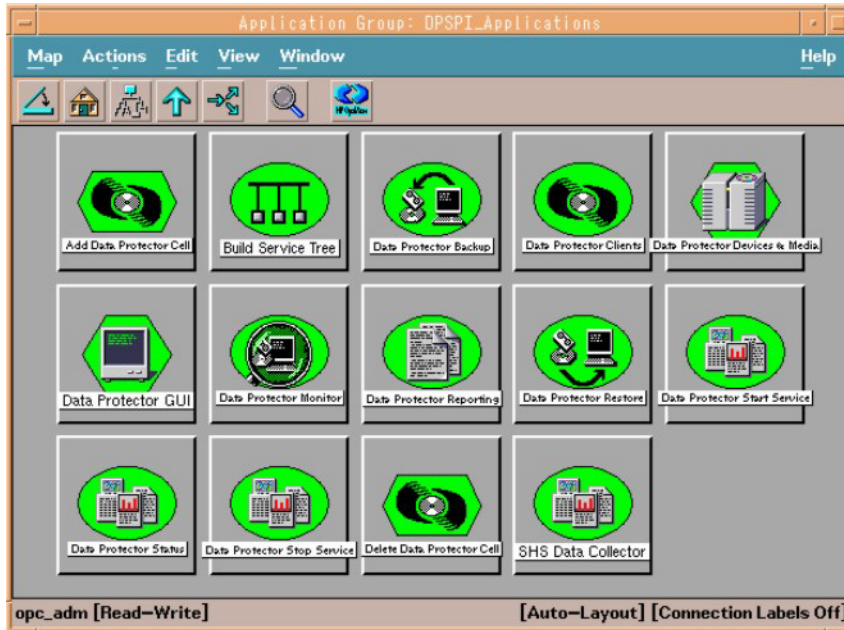 Application Group: DPSPI_Applications
Map Actions Edit View Window Help
HP OpenView
Add Data Protector Cell
Build Service Tree
Data Protector Backup
Data Protector Clients
Data Protector Devices & Media
Data Protector GUI
Data Protector Monitor
Data Protector Reporting
Data Protector Restore
Data Protector Start Service
Data Protector Status
Data Protector Stop Service
Delete Data Protector Cell
SHS Data Collector
opc_adm [Read-Write] [Auto-Layout] [Connection Labels Off]